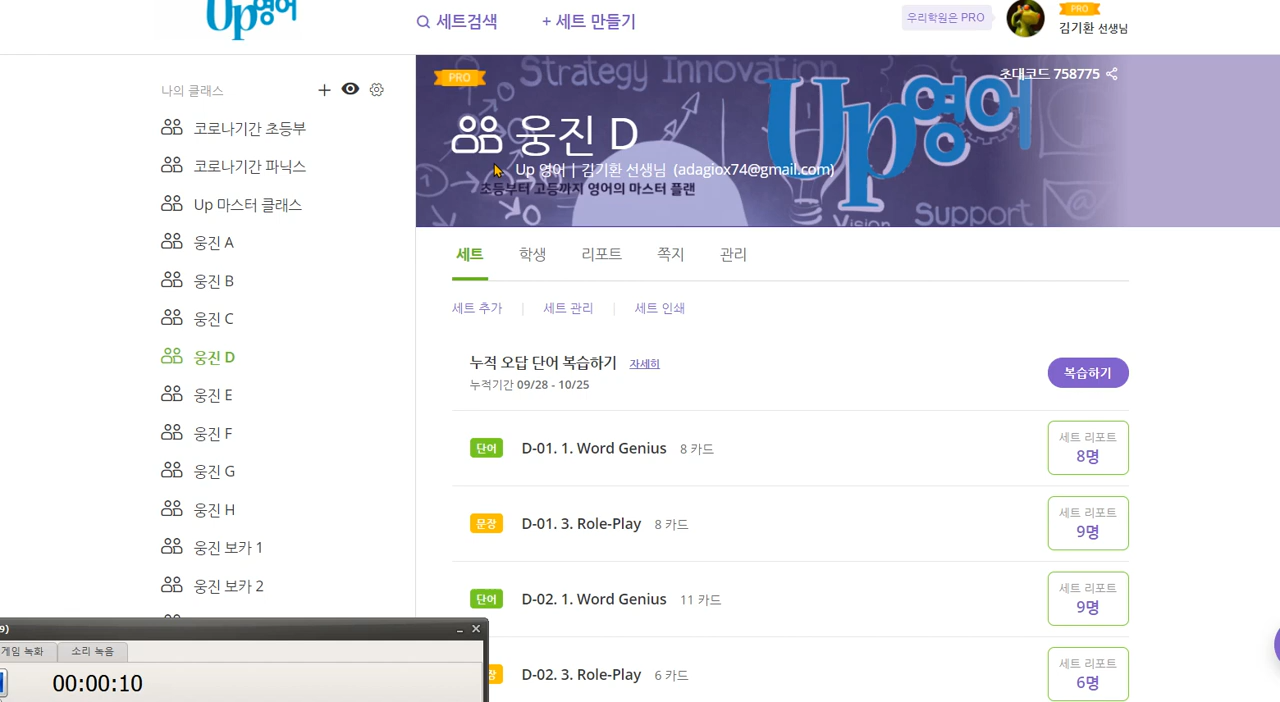 Up영어
세트검색
+ 세트 만들기
우리학원은 PRO
PRO
김기환 선생님
나의 클래스
코로나기간 초등부
코로나기간 파닉스
Up 마스터 클래스
웅진 A
웅진 B
웅진 C
웅진 D
웅진 E
웅진 F
웅진 G
웅진 H
웅진 보카 1
웅진 보카 2
PRO
Strategy Innovation
초대코드 758775
웅진 D
Up영어
Up 영어 | 김기환 선생님 (adagiox74@gmail.com)
초등부터 고등까지 영어의 마스터 플랜
Vision
Support
세트
학생
리포트
쪽지
관리
세트 추가
세트 관리
세트 인쇄
누적 오답 단어 복습하기 자세히
누적기간 09/28 - 10/25
복습하기
단어 D-01. 1. Word Genius 8 카드
세트 리포트
8명
문장 D-01. 3. Role-Play 8 카드
세트 리포트
9명
단어 D-02. 1. Word Genius 11 카드
세트 리포트
9명
장 D-02. 3. Role-Play 6 카드
세트 리포트
6명
9)
게임 녹화
소리 녹음
00:00:10